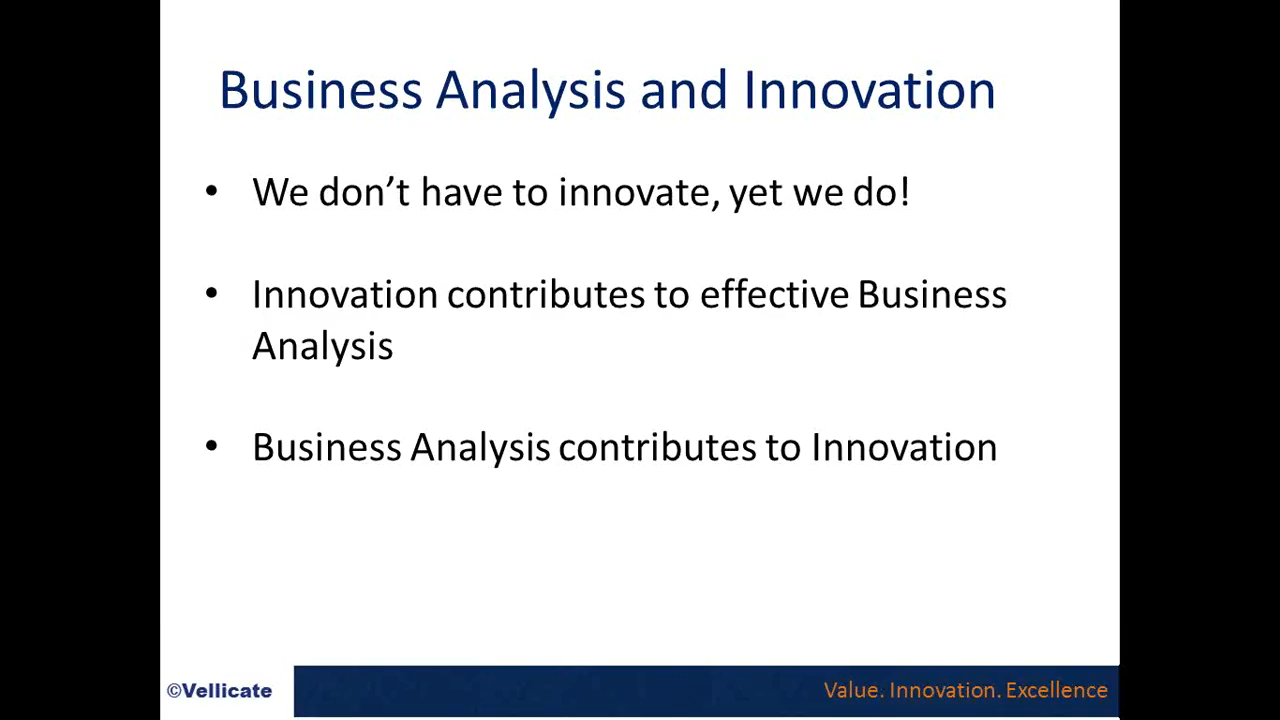 Business Analysis and Innovation
• We don’t have to innovate, yet we do!
• Innovation contributes to effective Business
Analysis
• Business Analysis contributes to Innovation
©Vellicate
Value. Innovation. Excellence